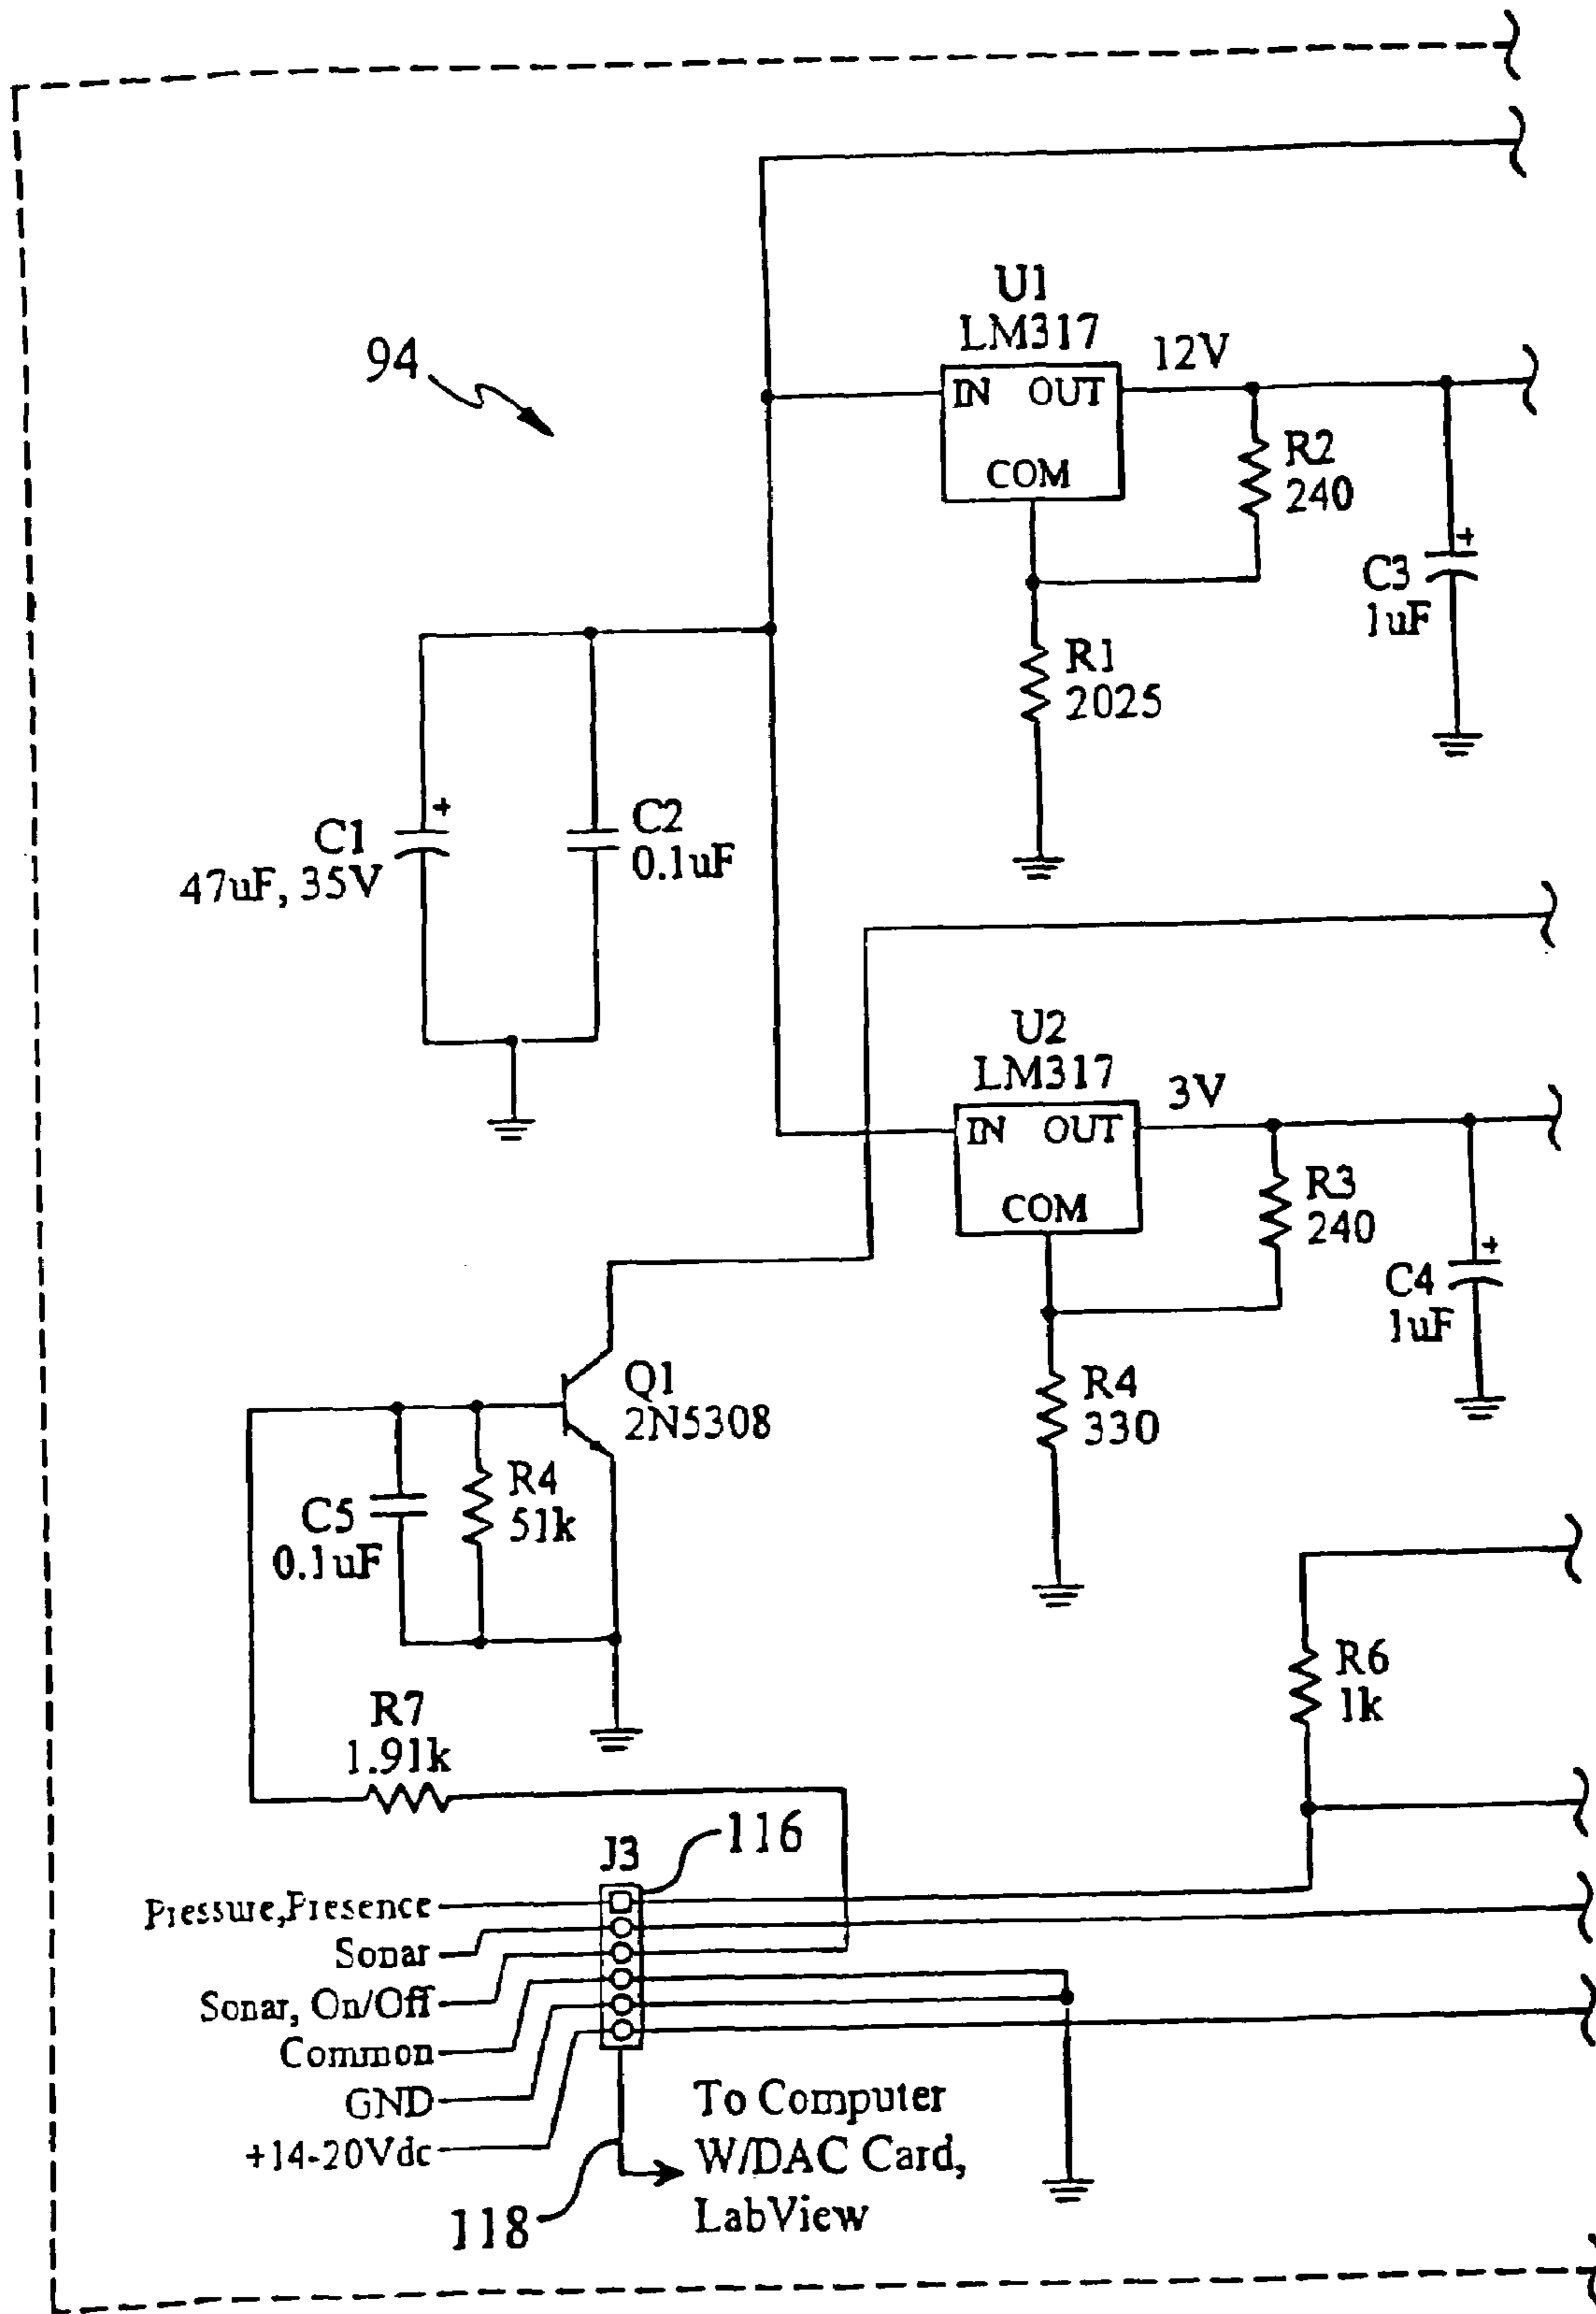 U1
LM317
12V
94
IN OUT
COM
R2
240
C3
1uF
R1
2025
C1
47uF, 35V
C2
0.1uF
U2
LM317
3V
IN OUT
COM
R3
240
C4
1uF
Q1
2N5308
R4
330
C5
0.1uF
R4
51k
R6
1k
R7
1.91k
J3
116
Pressure,Presence
Sonar
Sonar, On/Off
Common
GND
+14-20Vdc
To Computer
W/DAC Card,
LabView
118